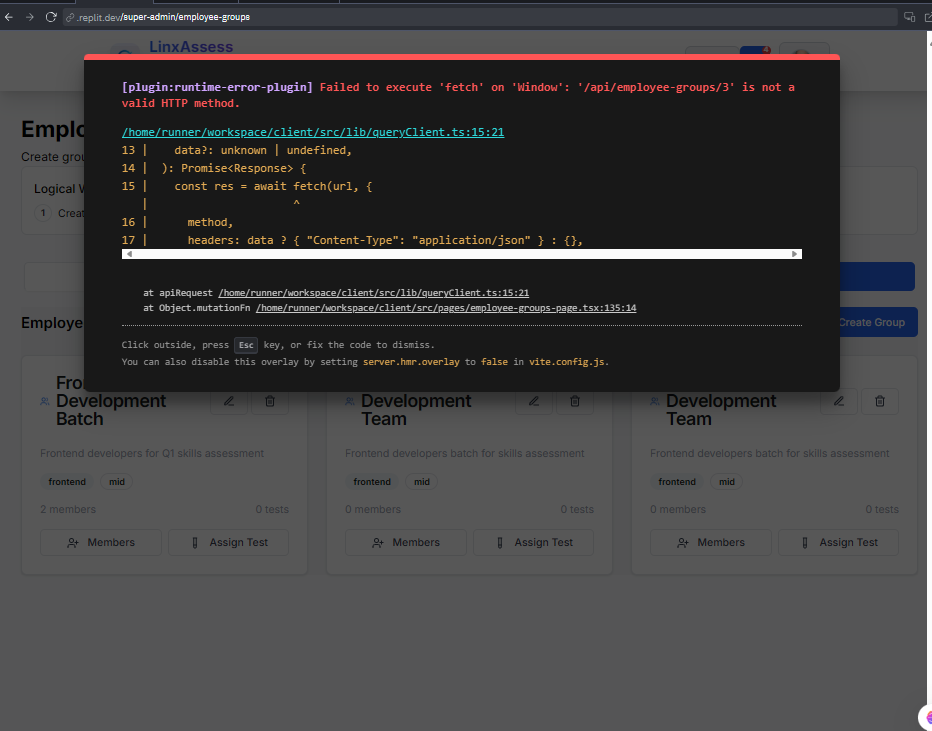 .replit.dev/super-admin/employee-groups
LinxAssess
4
[plugin:runtime-error-plugin] Failed to execute 'fetch' on 'Window': '/api/employee-groups/3' is not a
valid HTTP method.
/home/runner/workspace/client/src/lib/queryClient.ts:15:21
13 |    data?: unknown | undefined,
14 |  ): Promise<Response> {
15 |    const res = await fetch(url, {
   |                      ^
16 |      method,
17 |      headers: data ? { "Content-Type": "application/json" } : {},
at apiRequest /home/runner/workspace/client/src/lib/queryClient.ts:15:21
at Object.mutationFn /home/runner/workspace/client/src/pages/employee-groups-page.tsx:135:14
Click outside, press Esc key, or fix the code to dismiss.
You can also disable this overlay by setting server.hmr.overlay to false in vite.config.js.
Emplo
Create grou
Logical W
1 Creat
Employe
Create Group
Fro
Development
Batch
Development
Team
Development
Team
Frontend developers for Q1 skills assessment
Frontend developers batch for skills assessment
Frontend developers batch for skills assessment
frontend mid
frontend mid
frontend mid
2 members 0 tests
0 members 0 tests
0 members 0 tests
Members Assign Test
Members Assign Test
Members Assign Test